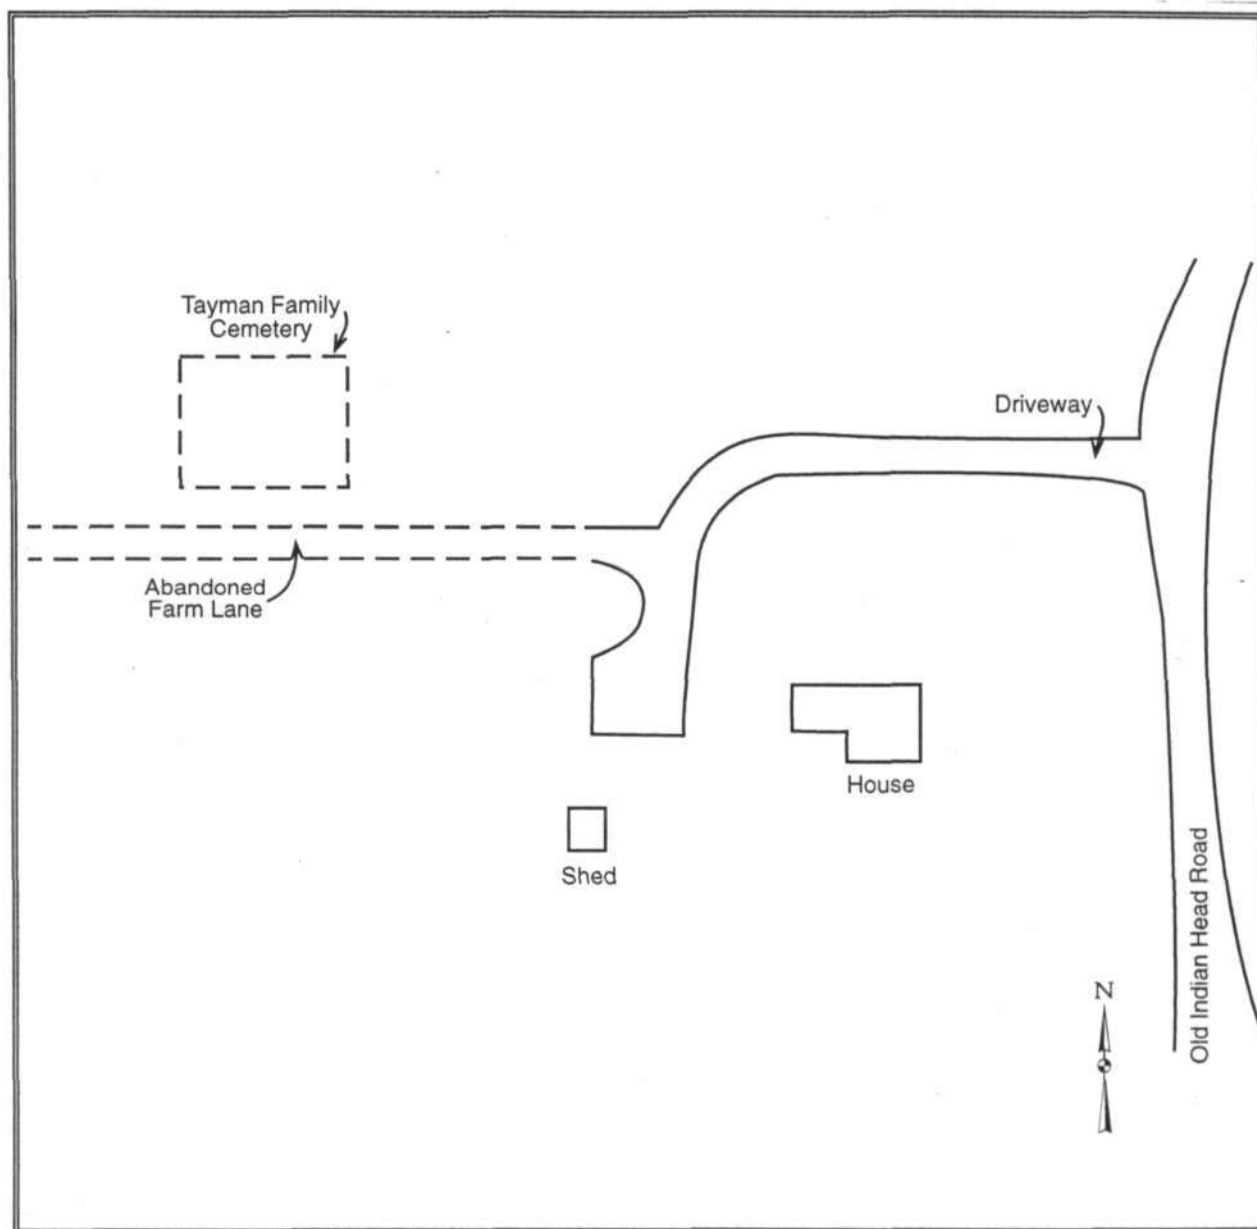 Tayman Family
Cemetery
Driveway
Abandoned
Farm Lane
House
Shed
Old Indian Head Road
N